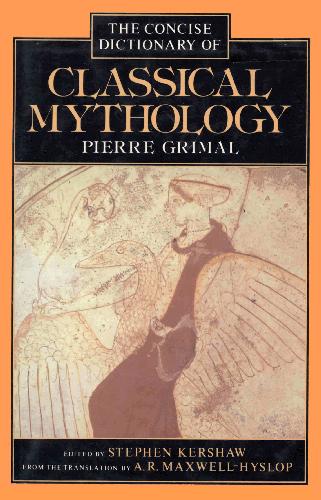 THE CONCISE
DICTIONARY OF
CLASSICAL
MYTHOLOGY
PIERRE GRIMAL
EDITED BY STEPHEN KERSHAW
FROM THE TRANSLATION BY A.R. MAXWELL-HYSLOP